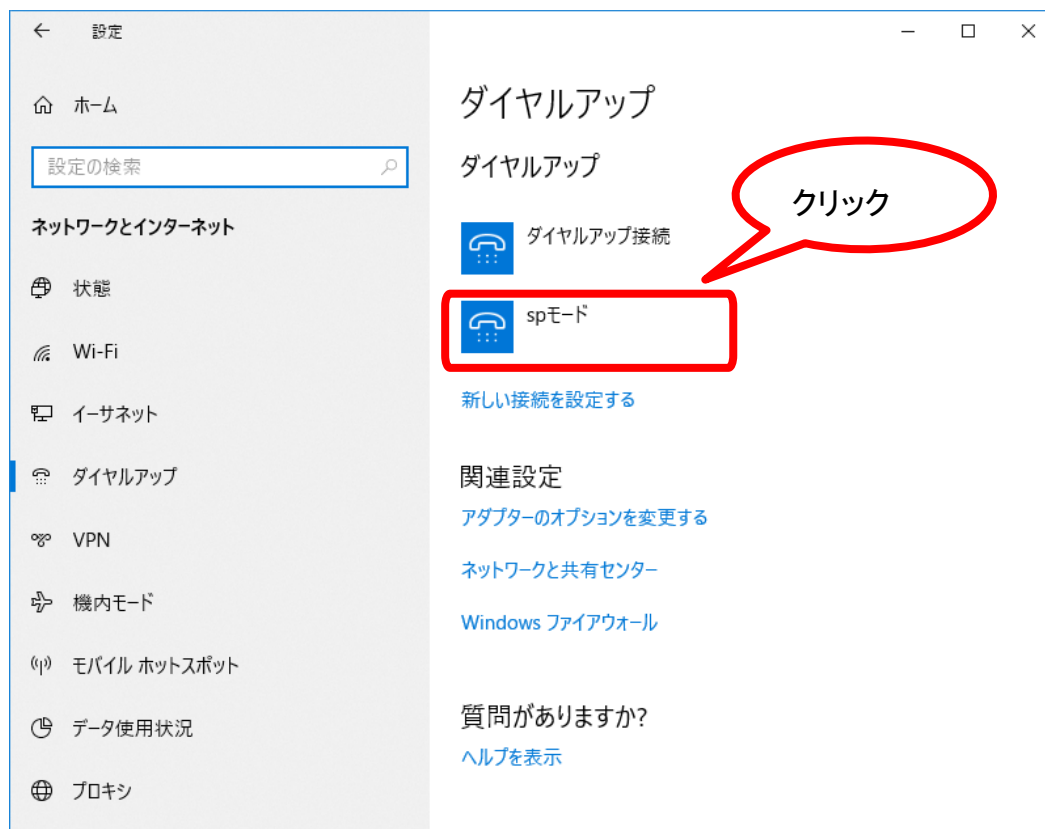 設定
ホーム
設定の検索
ネットワークとインターネット
状態
Wi-Fi
イーサネット
ダイヤルアップ
VPN
機内モード
モバイル ホットスポット
データ使用状況
プロキシ
ダイヤルアップ
ダイヤルアップ
クリック
ダイヤルアップ接続
spモード
新しい接続を設定する
関連設定
アダプターのオプションを変更する
ネットワークと共有センター
Windows ファイアウォール
質問がありますか?
ヘルプを表示